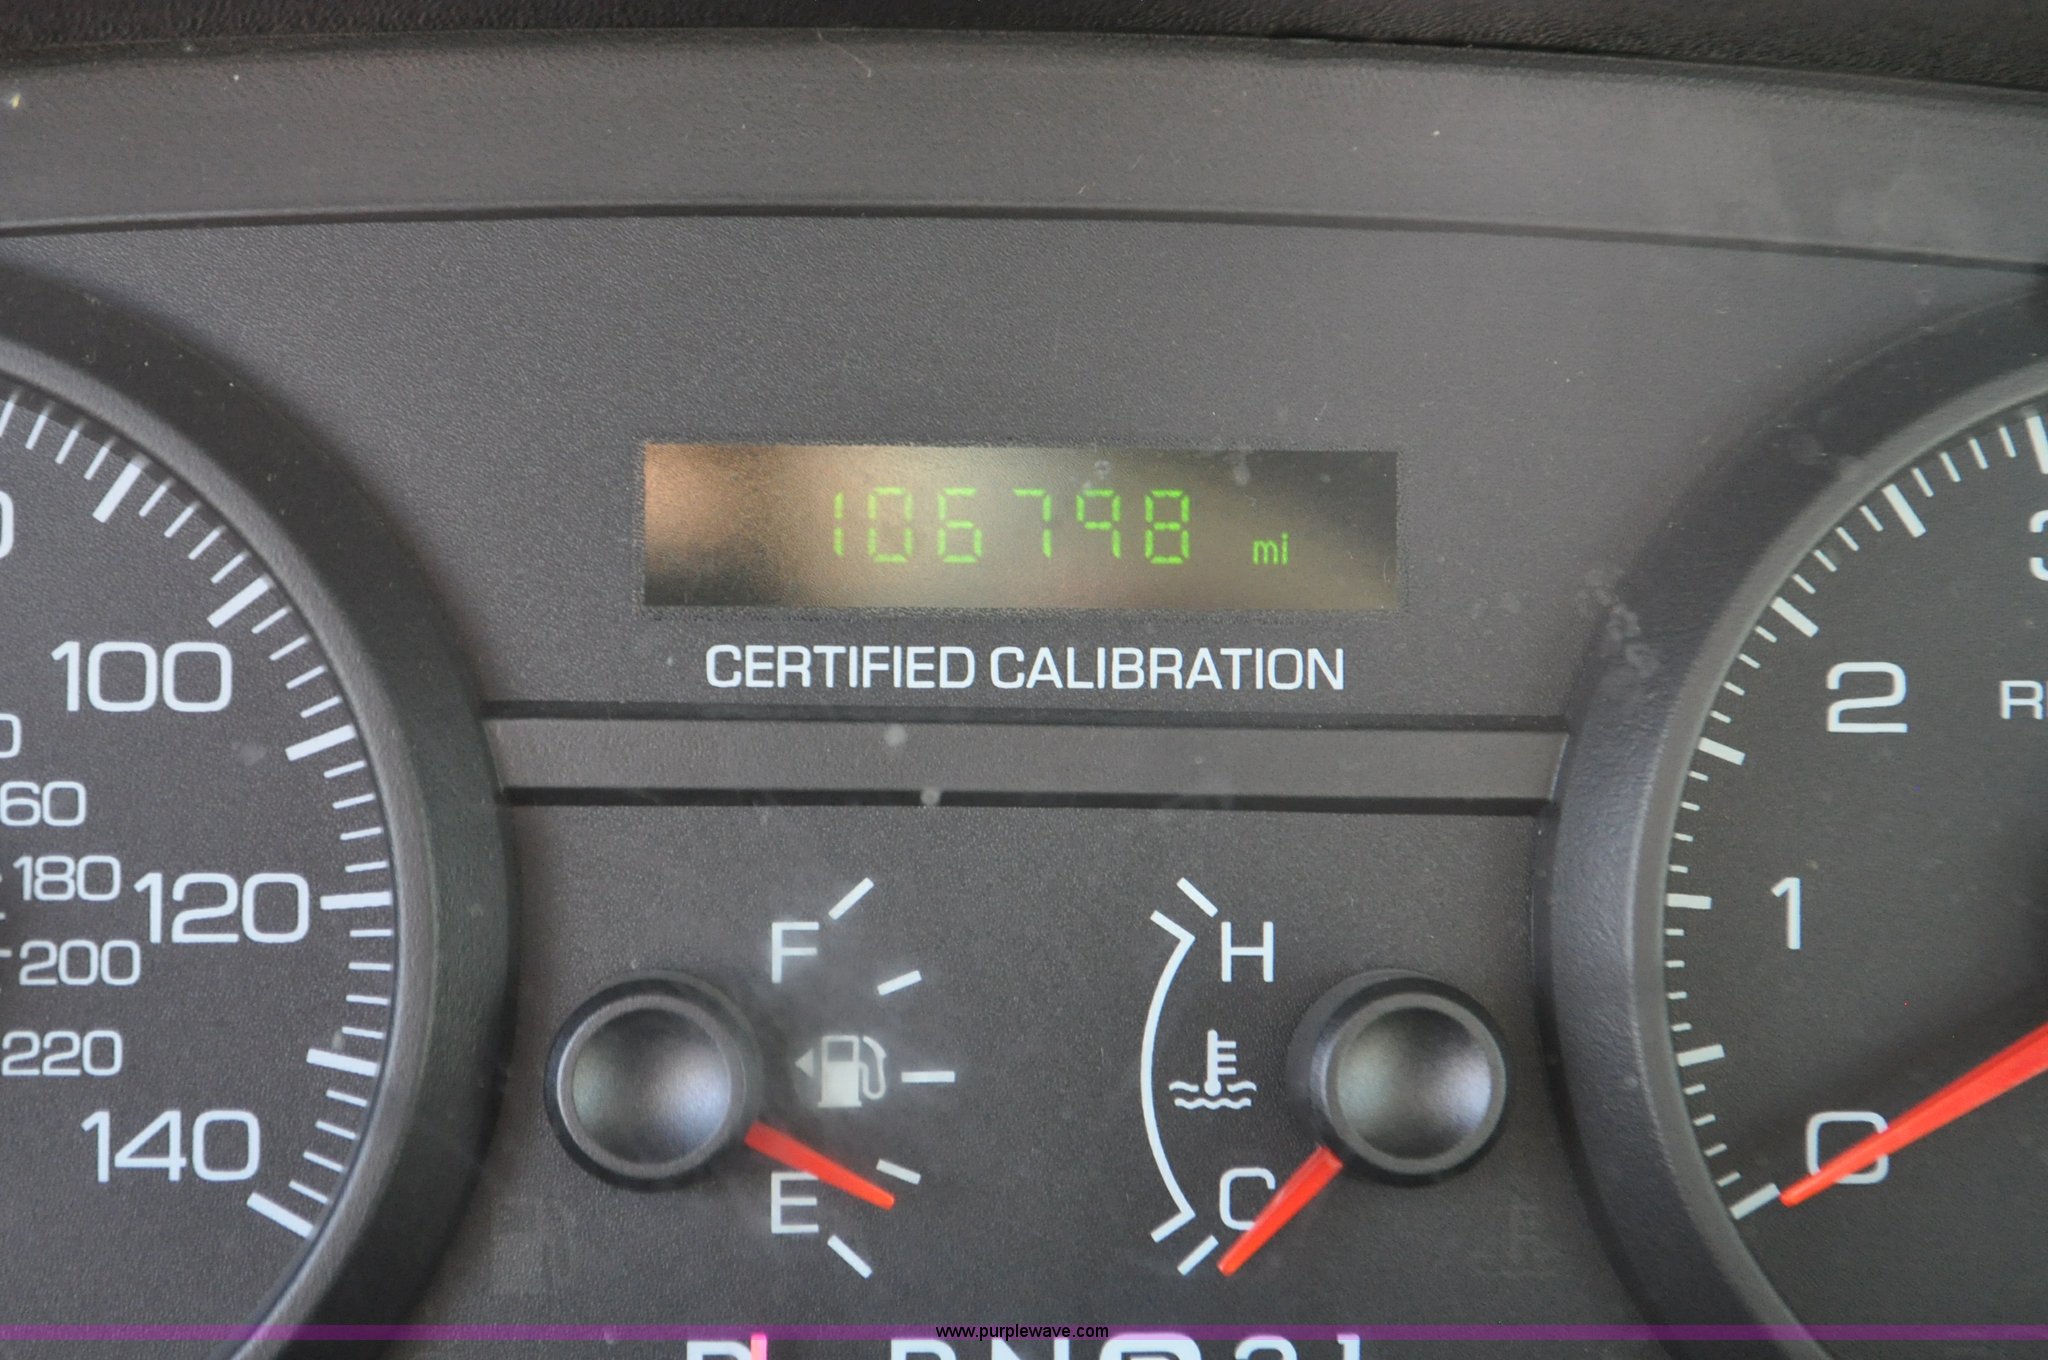 106798 mi
CERTIFIED CALIBRATION
100
120
140
60
180
200
220
F
E
H
C
2
1
0
www.purplewave.com